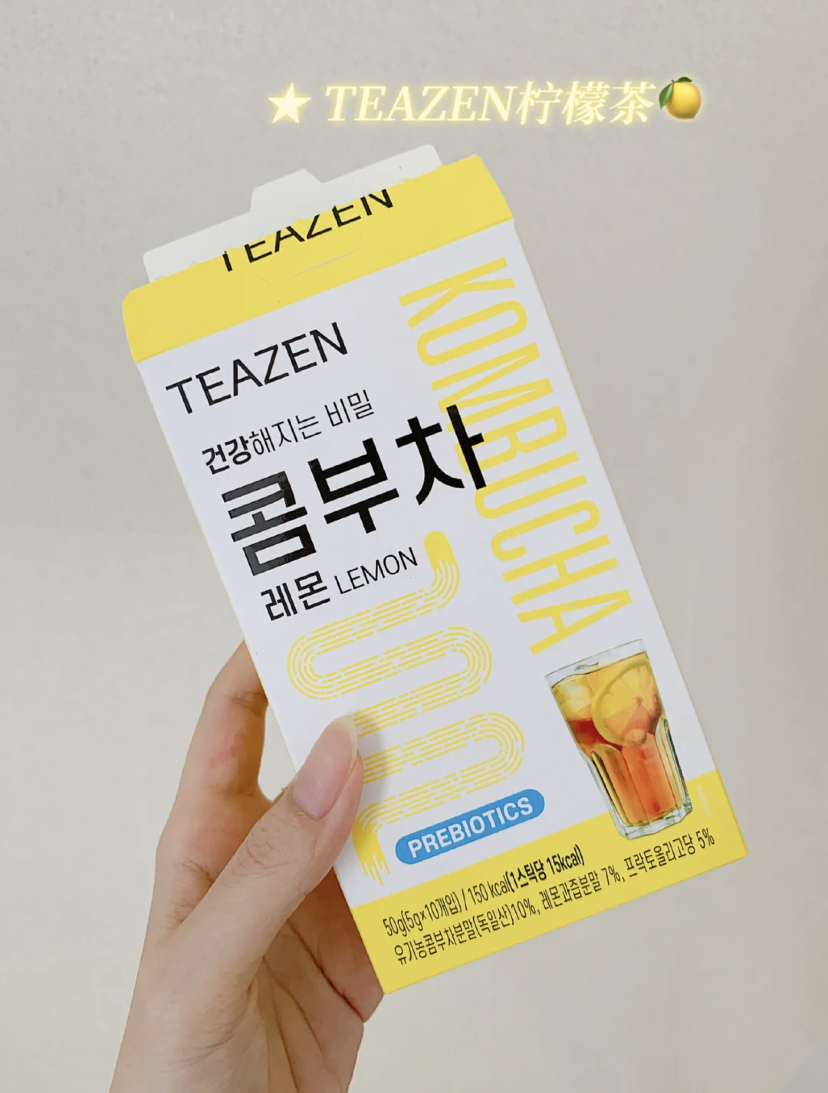 ★ TEAZEN柠檬茶🍋
TEAZEN
TEAZEN
건강해지는 비밀
콤부차
레몬 LEMON
KOMBUCHA
PREBIOTICS
50g(5g×10개입) / 150 kcal(1스틱당 15kcal)
유기농콤부차분말(독일산)10%, 레몬과즙분말 7%, 프락토올리고당 5%